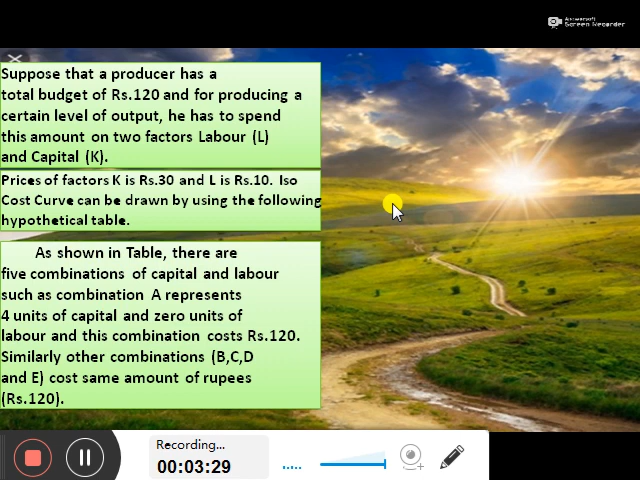 Apowersoft
Screen Recorder
Suppose that a producer has a
total budget of Rs.120 and for producing a
certain level of output, he has to spend
this amount on two factors Labour (L)
and Capital (K).
Prices of factors K is Rs.30 and L is Rs.10. Iso
Cost Curve can be drawn by using the following
hypothetical table.
As shown in Table, there are
five combinations of capital and labour
such as combination A represents
4 units of capital and zero units of
labour and this combination costs Rs.120.
Similarly other combinations (B,C,D
and E) cost same amount of rupees
(Rs.120).
Recording...
00:03:29